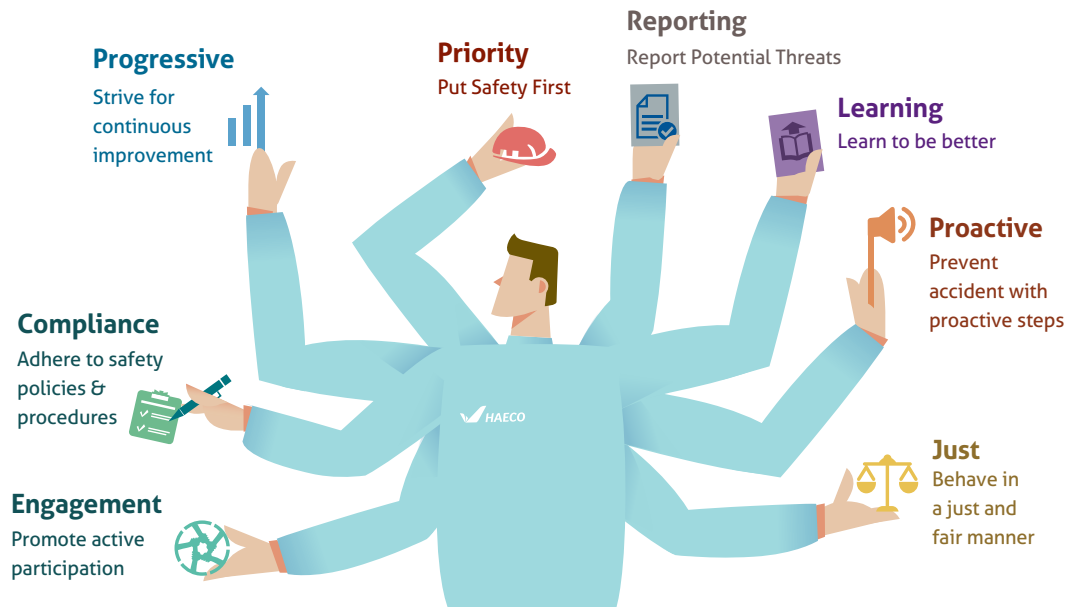 Progressive
Strive for
continuous
improvement
Priority
Put Safety First
Reporting
Report Potential Threats
Learning
Learn to be better
Proactive
Prevent
accident with
proactive steps
Compliance
Adhere to safety
policies &
procedures
HAECO
Engagement
Promote active
participation
Just
Behave in
a just and
fair manner